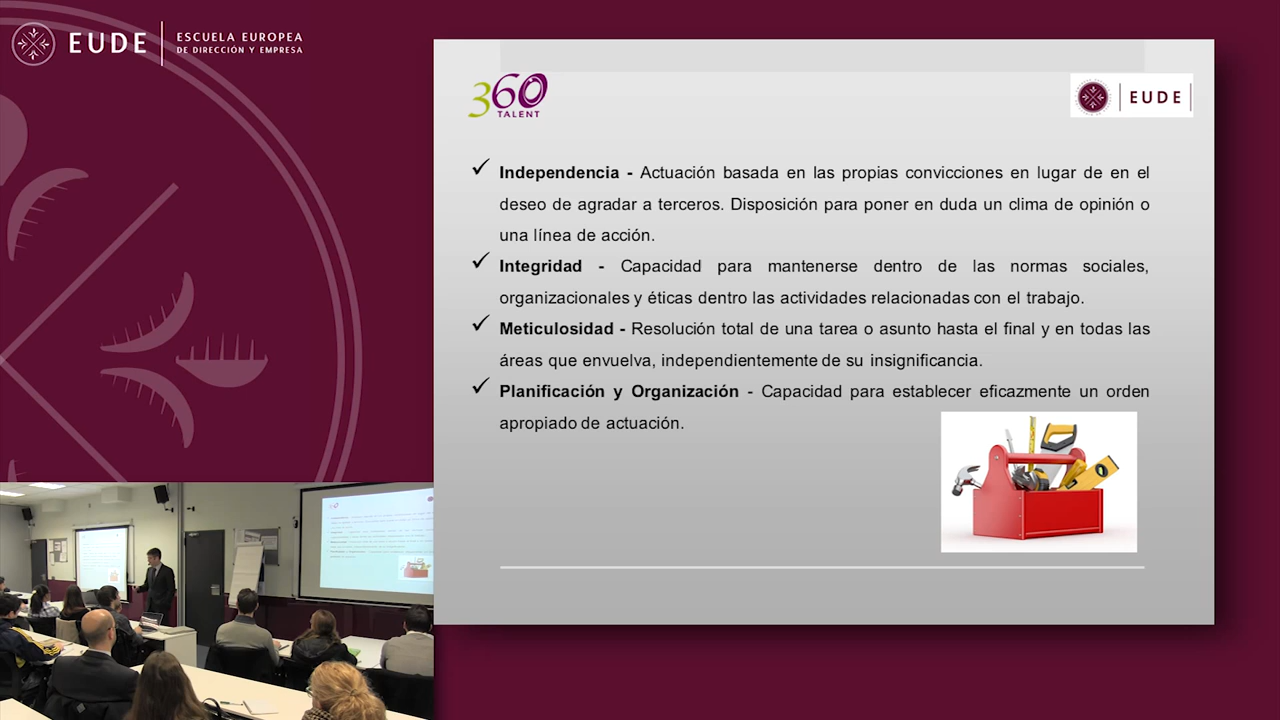 EUDE
ESCUELA EUROPEA
DE DIRECCIÓN Y EMPRESA
360
TALENT
EUDE
✓ Independencia - Actuación basada en las propias convicciones en lugar de en el
deseo de agradar a terceros. Disposición para poner en duda un clima de opinión o
una línea de acción.
✓ Integridad - Capacidad para mantenerse dentro de las normas sociales,
organizacionales y éticas dentro las actividades relacionadas con el trabajo.
✓ Meticulosidad - Resolución total de una tarea o asunto hasta el final y en todas las
áreas que envuelva, independientemente de su insignificancia.
✓ Planificación y Organización - Capacidad para establecer eficazmente un orden
apropiado de actuación.